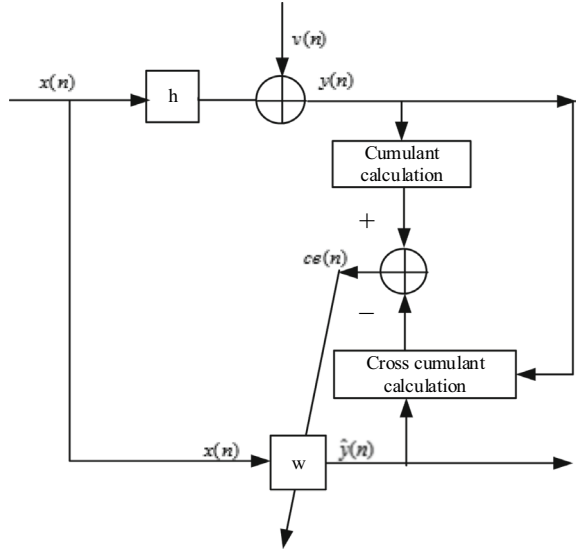 v(n)
x(n)
h
y(n)
Cumulant
calculation
+
ce(n)
−
Cross cumulant
calculation
x(n)
w
ŷ(n)